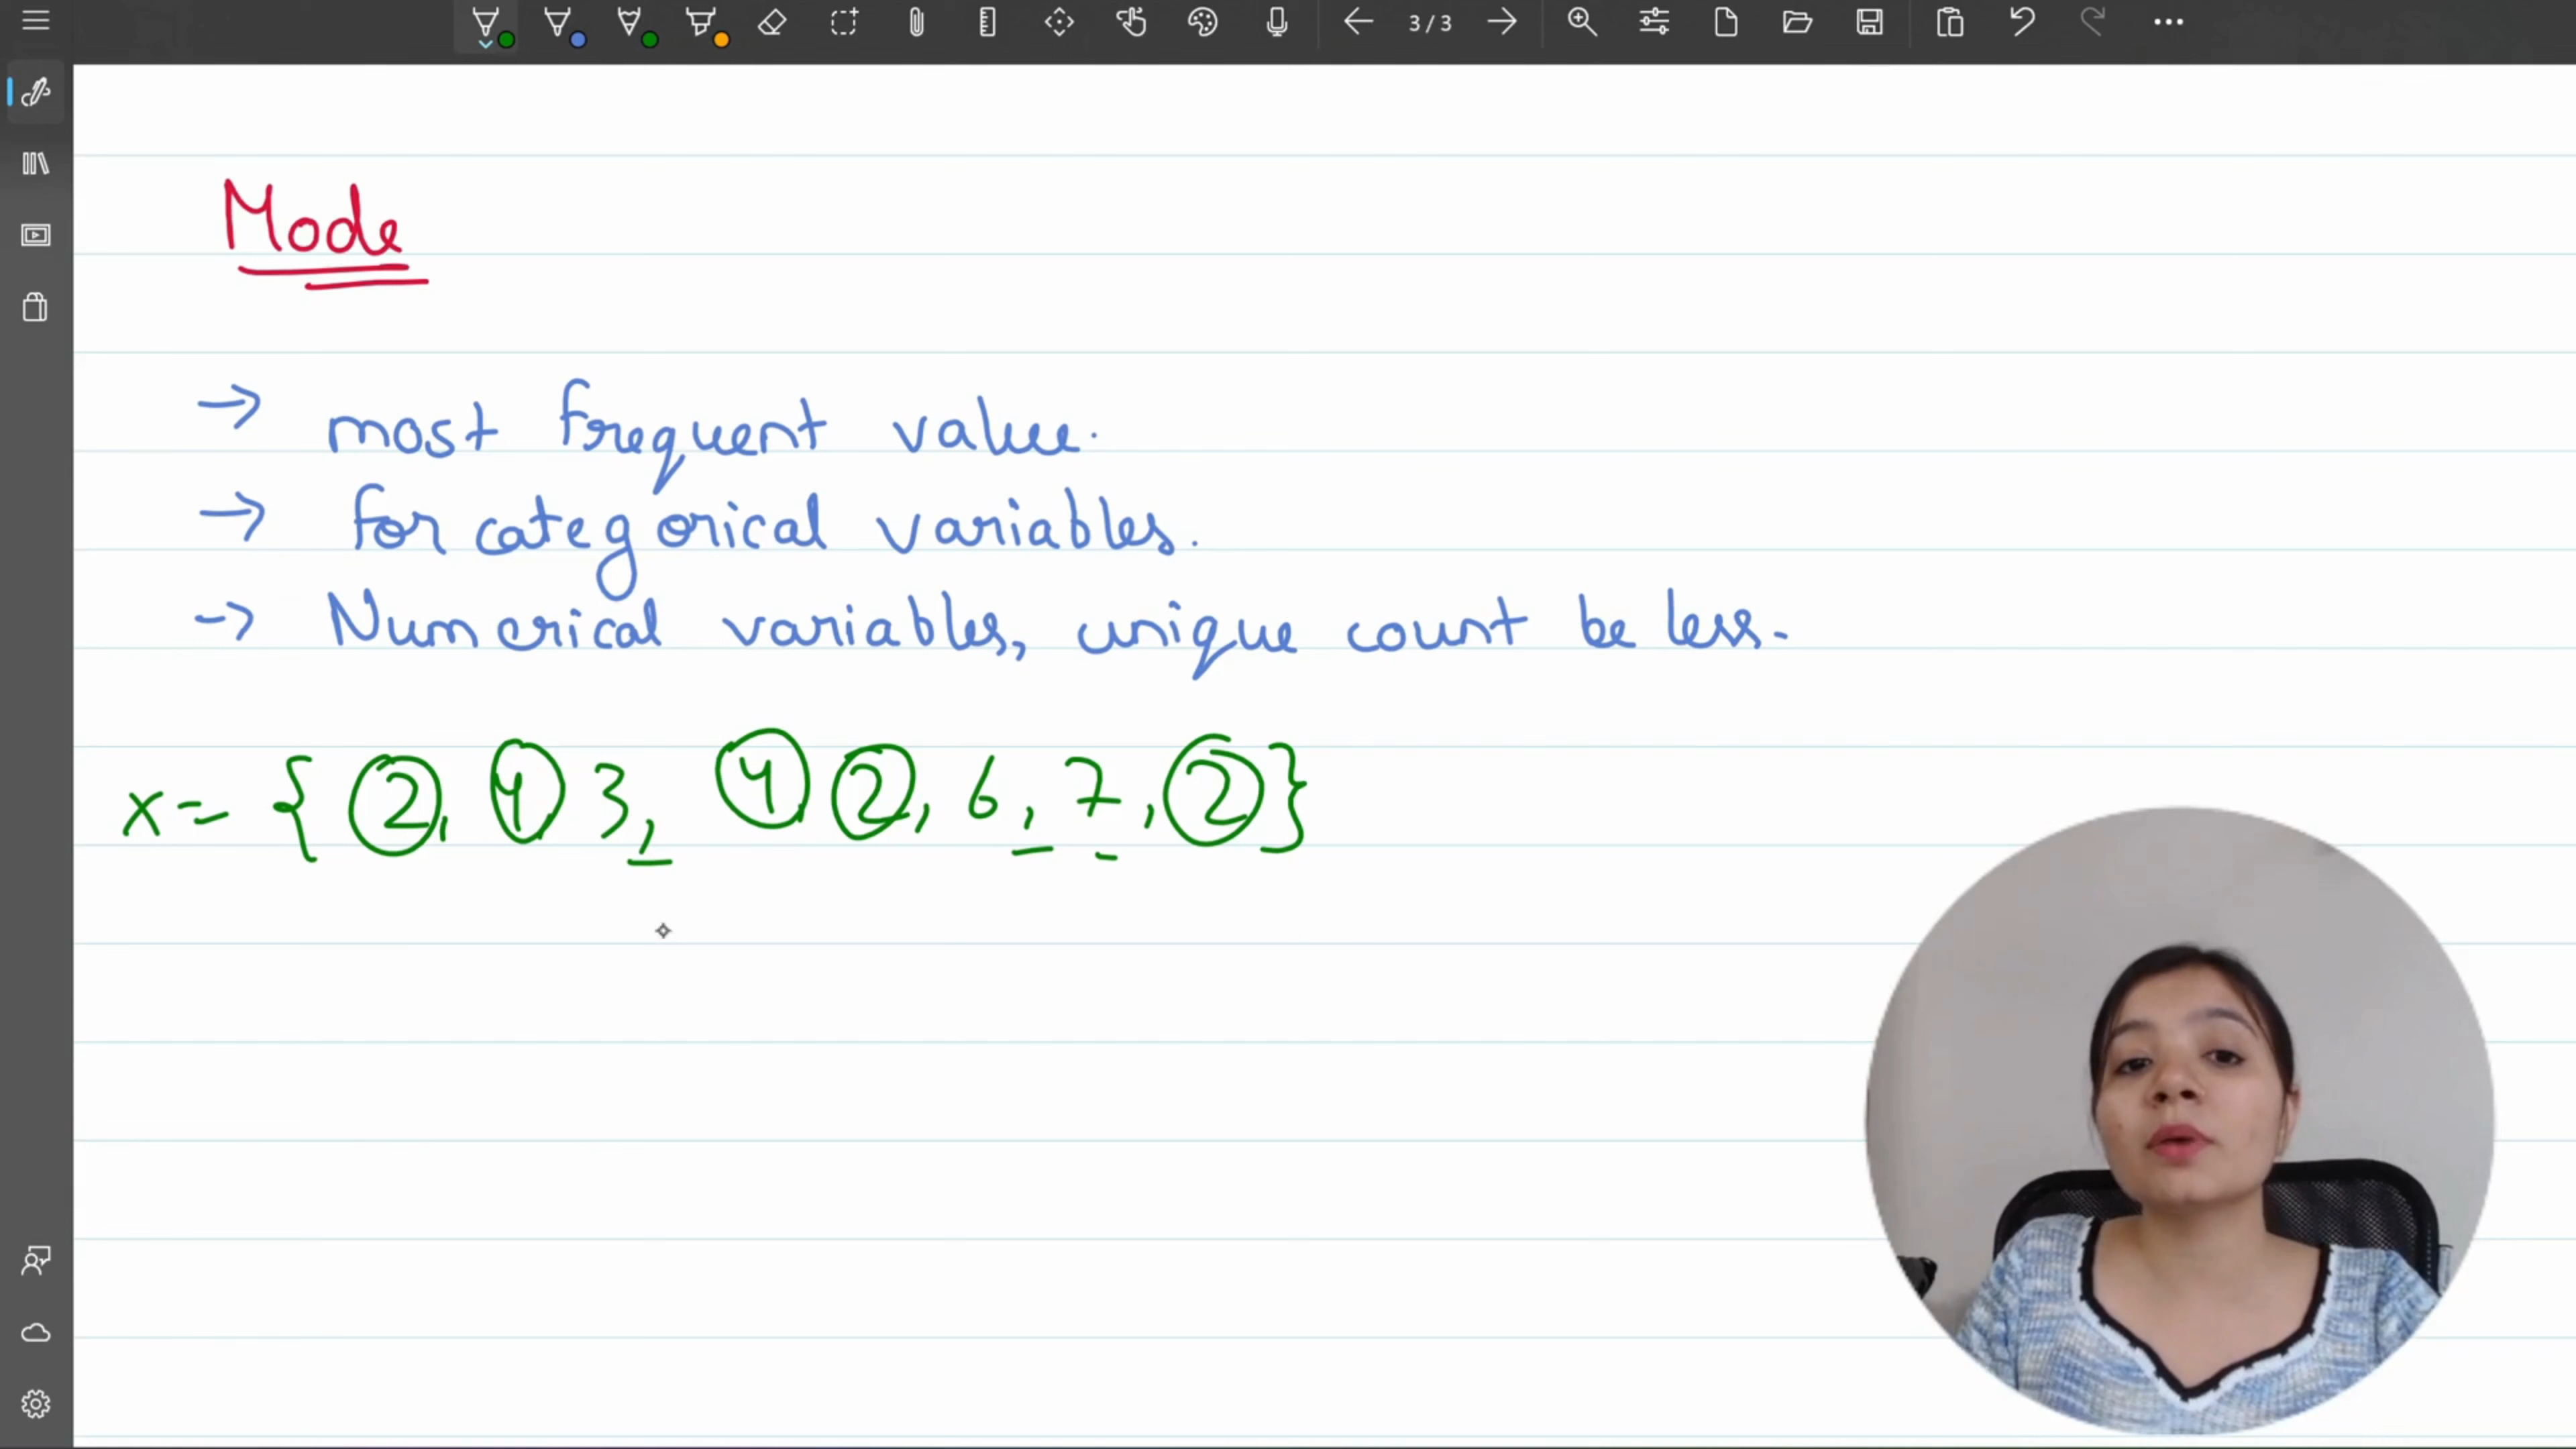 3 / 3
Mode
→ most frequent value.
→ for categorical variables.
→ Numerical variables, unique count be less.
x = { 2, 4, 3, 4, 2, 6, 7, 2 }